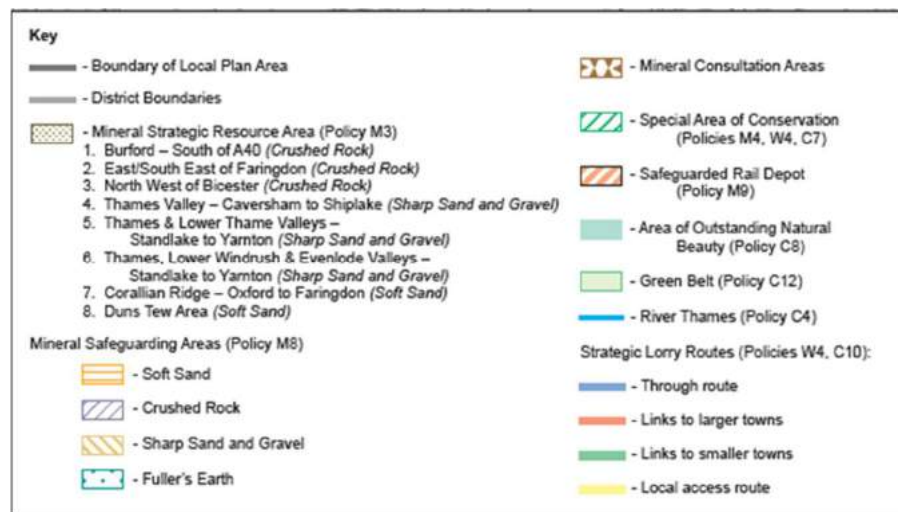 Key
- Boundary of Local Plan Area
- District Boundaries
- Mineral Strategic Resource Area (Policy M3)
1. Burford – South of A40 (Crushed Rock)
2. East/South East of Faringdon (Crushed Rock)
3. North West of Bicester (Crushed Rock)
4. Thames Valley – Caversham to Shiplake (Sharp Sand and Gravel)
5. Thames & Lower Thame Valleys –
Standlake to Yarnton (Sharp Sand and Gravel)
6. Thames, Lower Windrush & Evenlode Valleys –
Standlake to Yarnton (Sharp Sand and Gravel)
7. Corallian Ridge – Oxford to Faringdon (Soft Sand)
8. Duns Tew Area (Soft Sand)
Mineral Safeguarding Areas (Policy M8)
- Soft Sand
- Crushed Rock
- Sharp Sand and Gravel
- Fuller's Earth
- Mineral Consultation Areas
- Special Area of Conservation
(Policies M4, W4, C7)
- Safeguarded Rail Depot
(Policy M9)
- Area of Outstanding Natural
Beauty (Policy C8)
- Green Belt (Policy C12)
- River Thames (Policy C4)
Strategic Lorry Routes (Policies W4, C10):
- Through route
- Links to larger towns
- Links to smaller towns
- Local access route